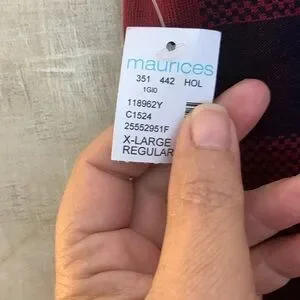 maurices
351 442 HOL
1GI0
118962Y
C1524
25552951F
X-LARGE
REGULAR